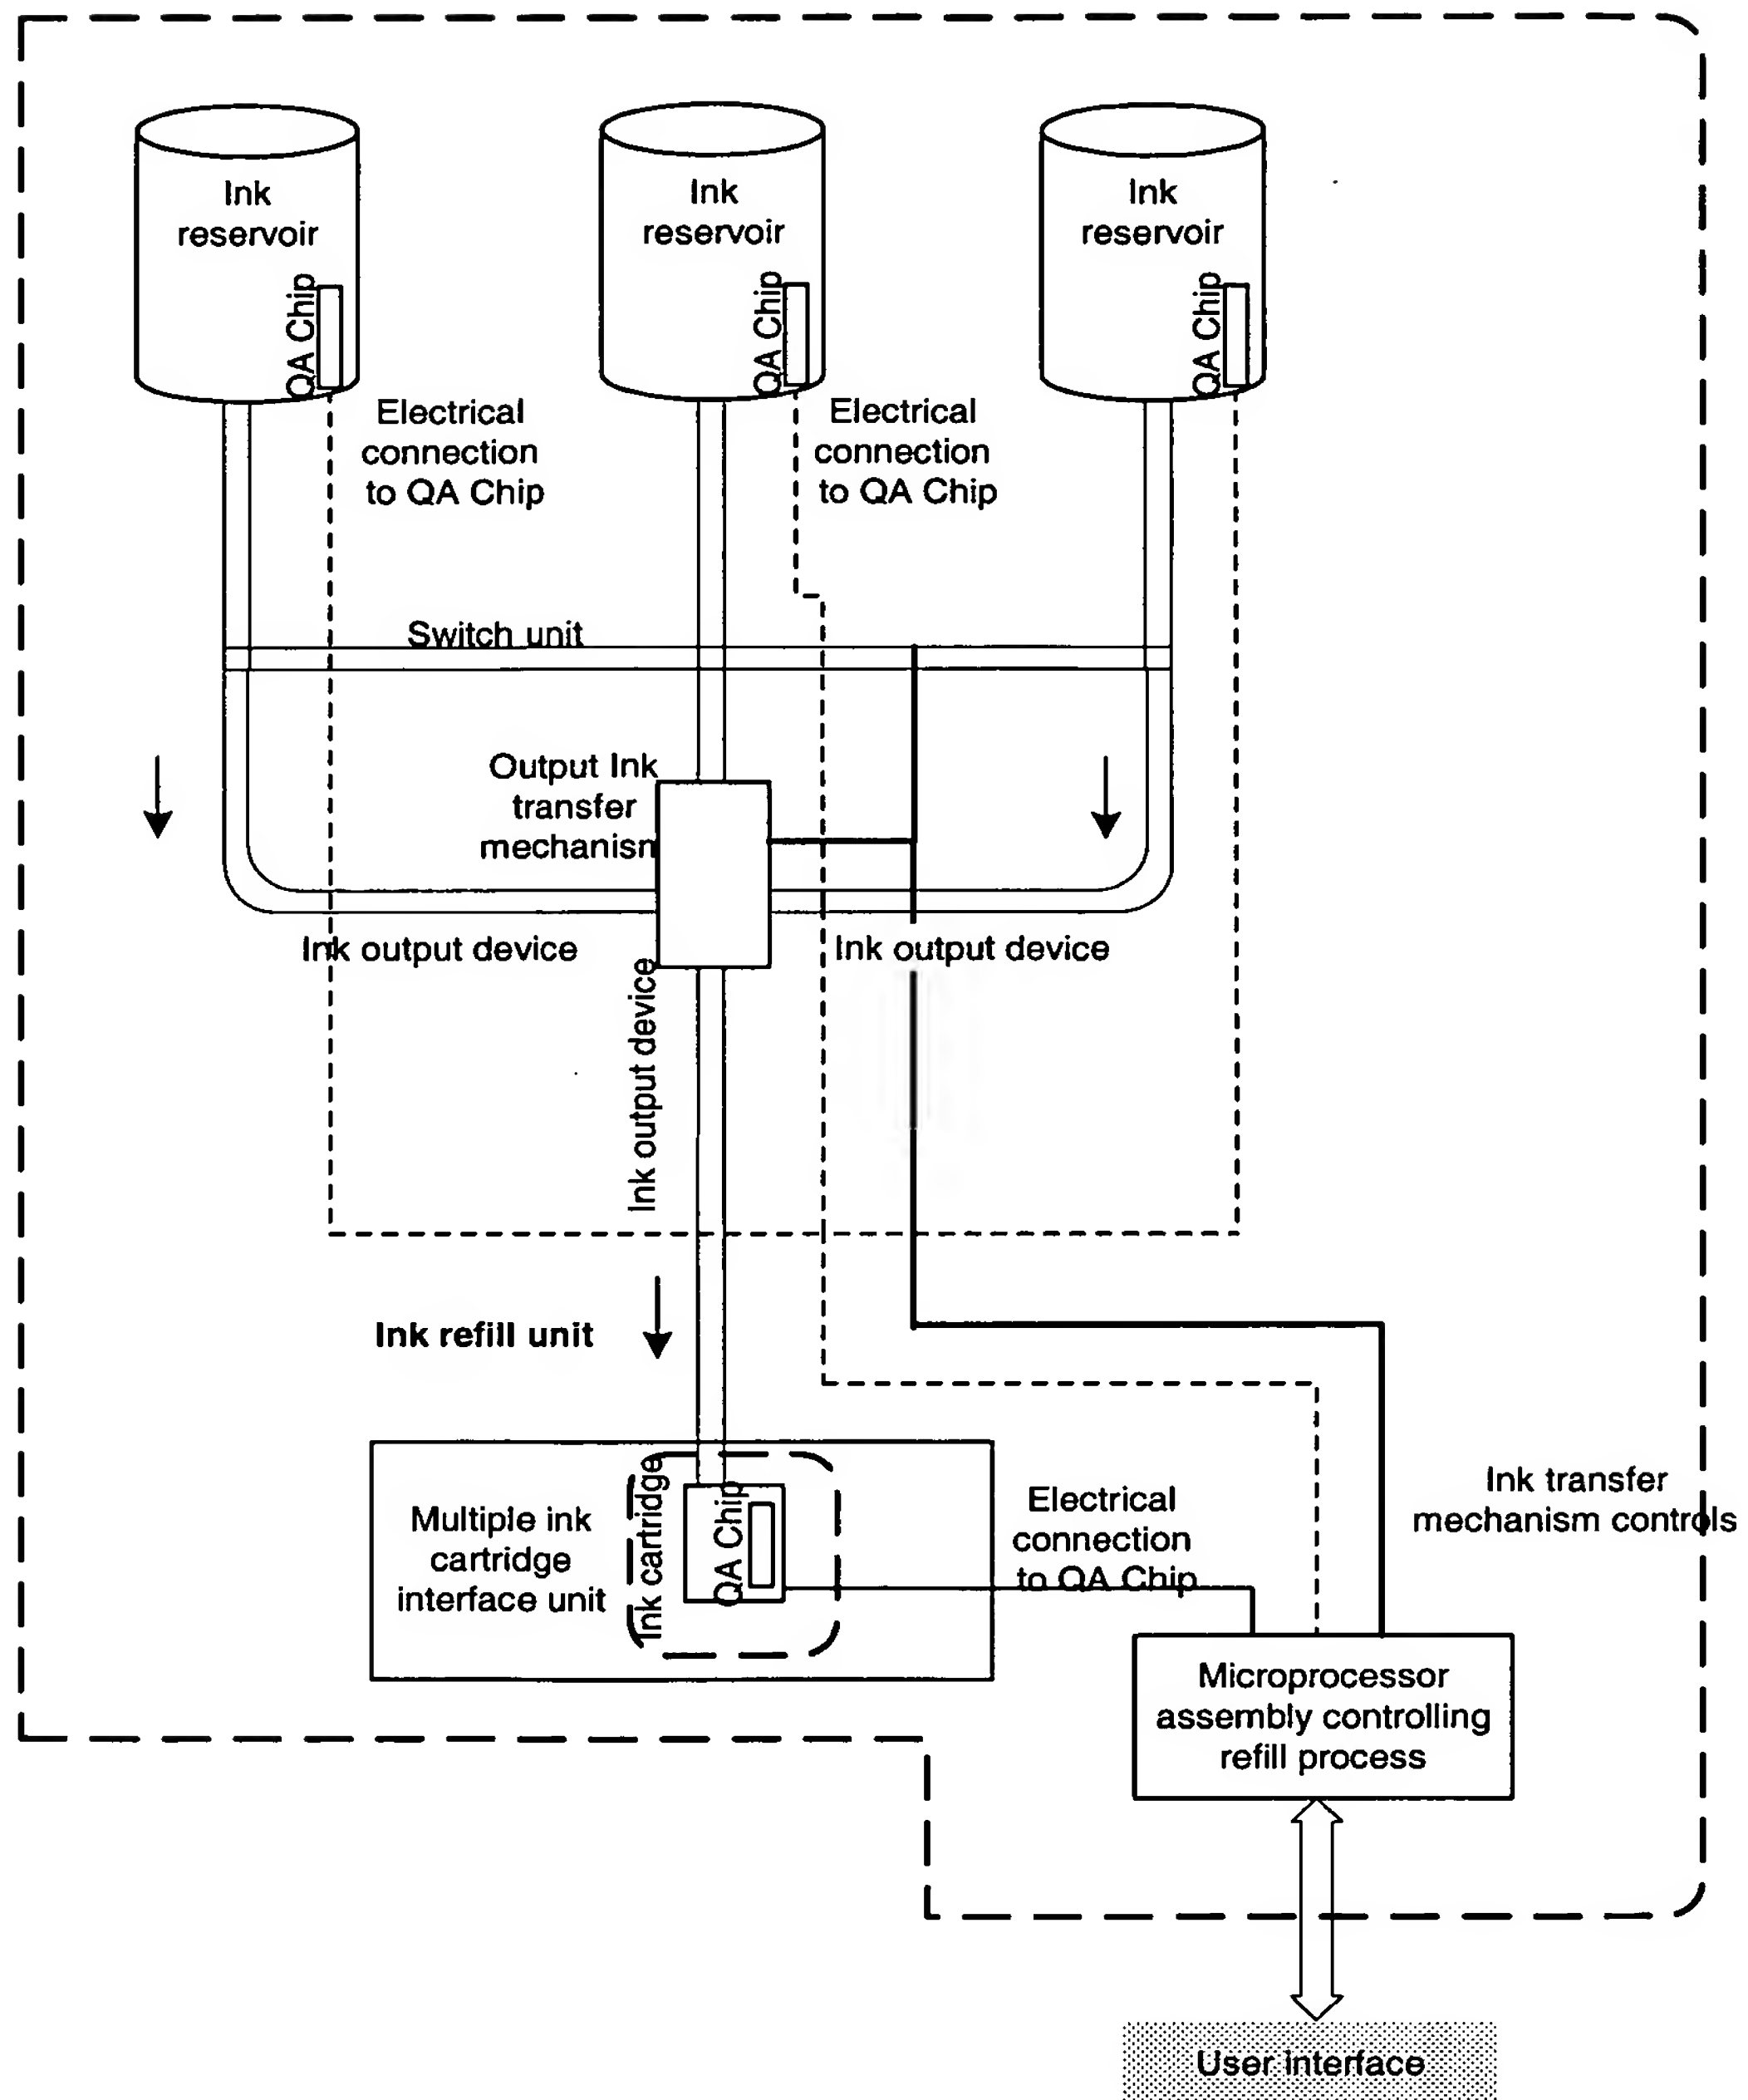 Ink
reservoir
QA Chip
Ink
reservoir
QA Chip
Ink
reservoir
QA Chip
Electrical
connection
to QA Chip
Electrical
connection
to QA Chip
Switch unit
Output Ink
transfer
mechanism
Ink output device
Ink output device
Ink output device
Ink refill unit
Multiple ink
cartridge
interface unit
Ink cartridge
QA Chip
Electrical
connection
to QA Chip
Ink transfer
mechanism controls
Microprocessor
assembly controlling
refill process
User interface